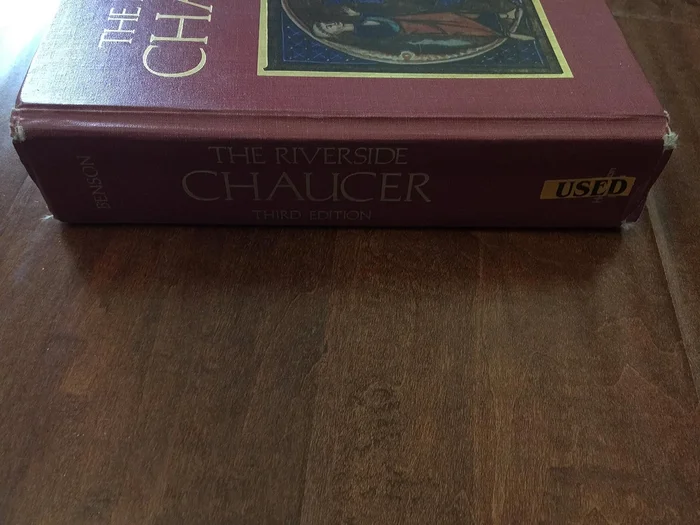 THE
CHA
BENSON
THE RIVERSIDE
CHAUCER
THIRD EDITION
USED